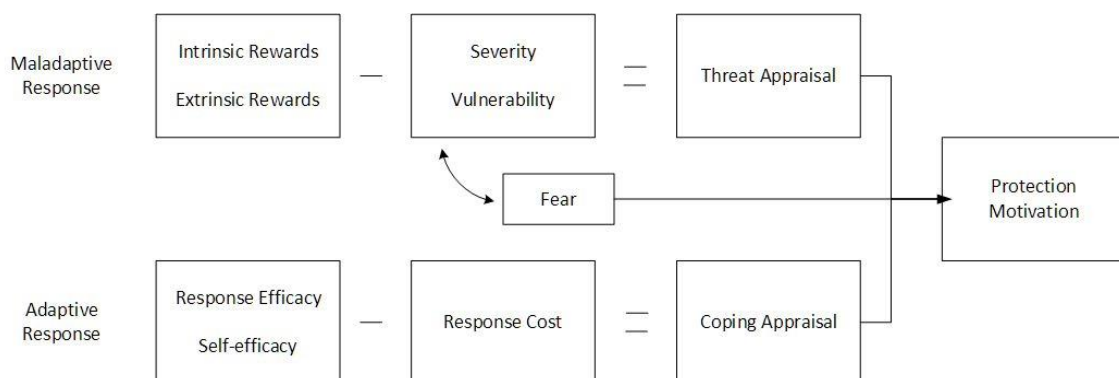 Maladaptive
Response
Intrinsic Rewards
Extrinsic Rewards
Severity
Vulnerability
Threat Appraisal
Fear
Protection
Motivation
Adaptive
Response
Response Efficacy
Self-efficacy
Response Cost
Coping Appraisal